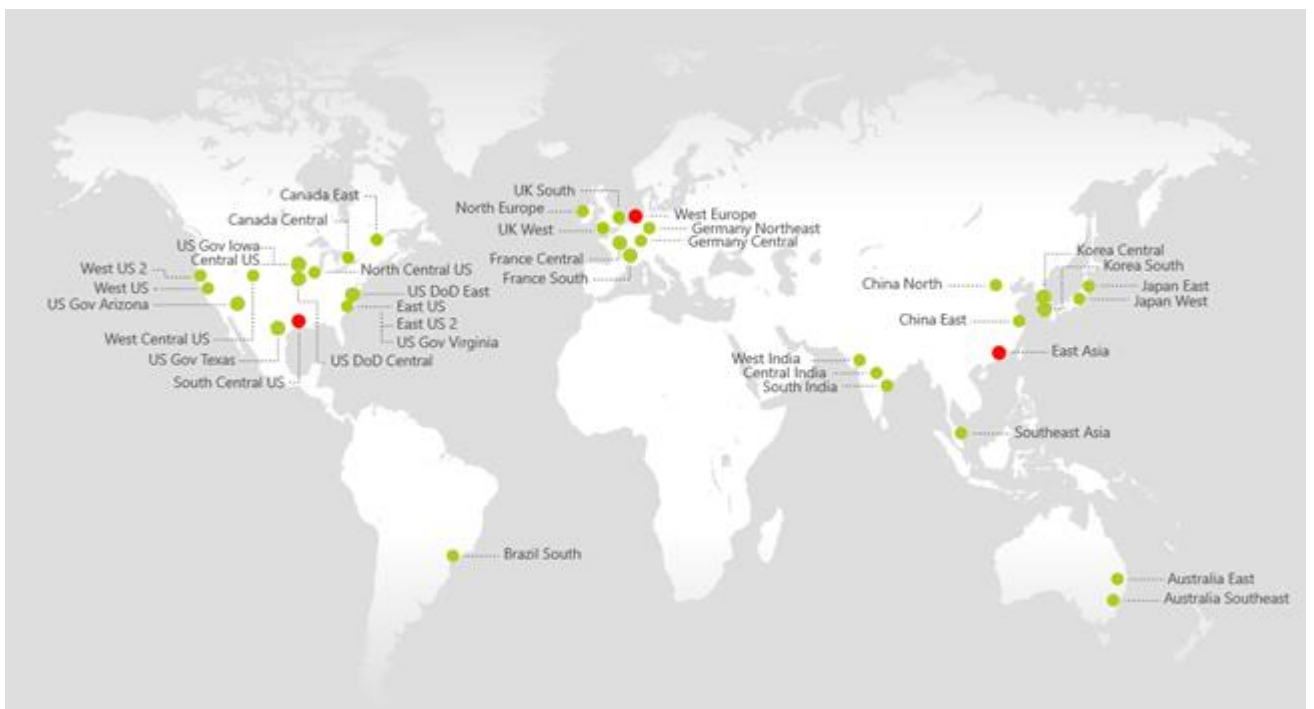 Canada East
Canada Central
US Gov Iowa
Central US
West US 2
West US
US Gov Arizona
West Central US
US Gov Texas
South Central US
North Central US
US DoD East
East US
East US 2
US Gov Virginia
US DoD Central
UK South
North Europe
UK West
France Central
France South
West Europe
Germany Northeast
Germany Central
Korea Central
Korea South
China North
Japan East
Japan West
China East
East Asia
West India
Central India
South India
Southeast Asia
Brazil South
Australia East
Australia Southeast